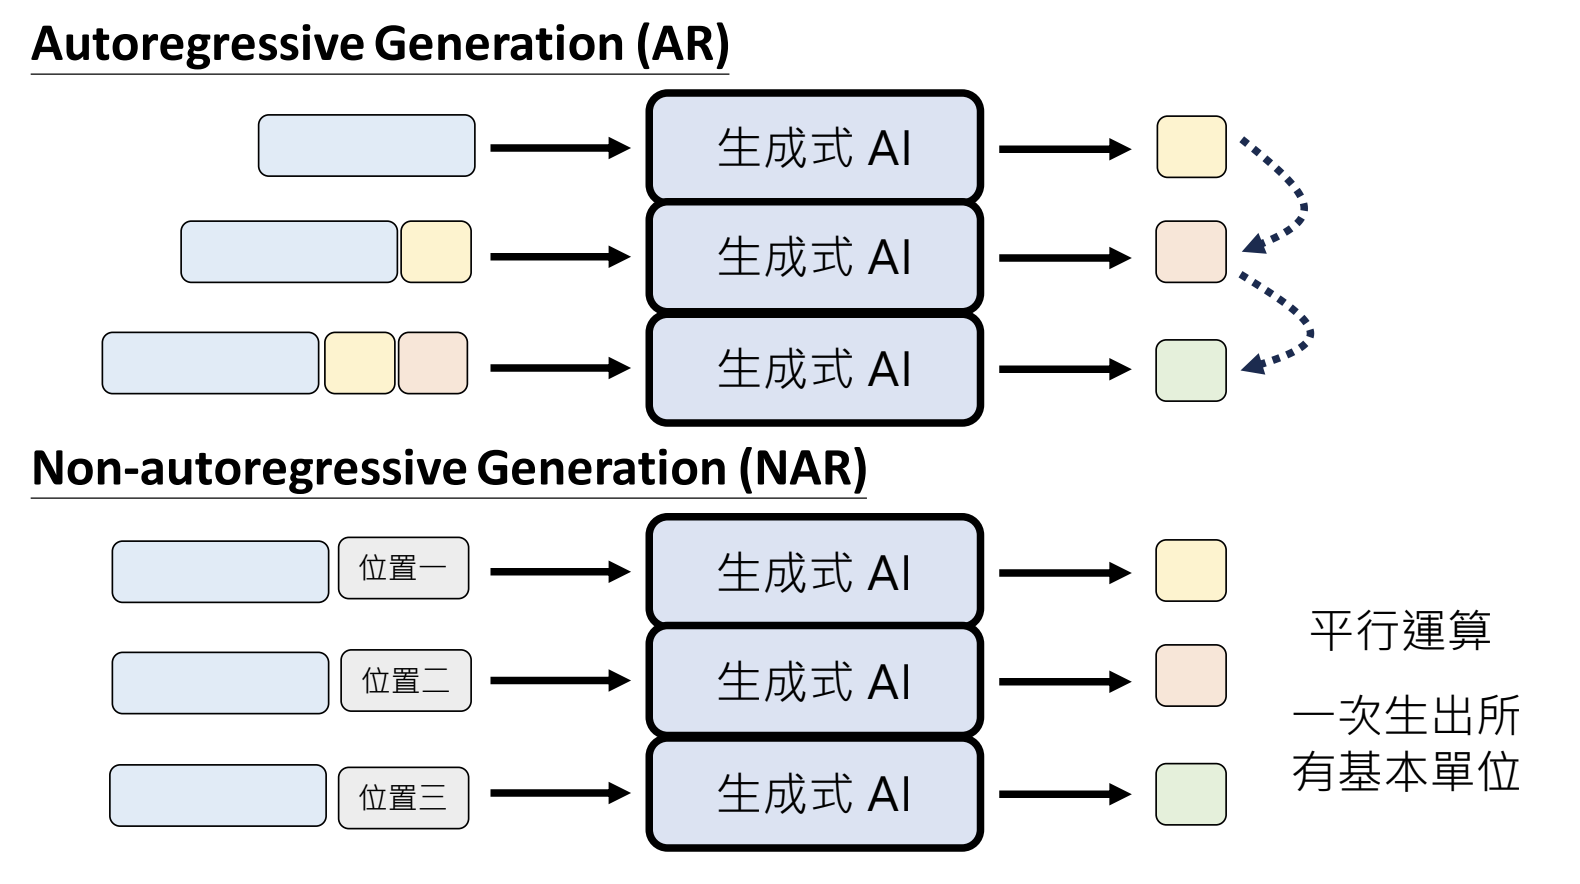 Autoregressive Generation (AR)
生成式 AI
生成式 AI
生成式 AI
Non-autoregressive Generation (NAR)
位置一
生成式 AI
位置二
生成式 AI
位置三
生成式 AI
平行運算
一次生出所
有基本單位